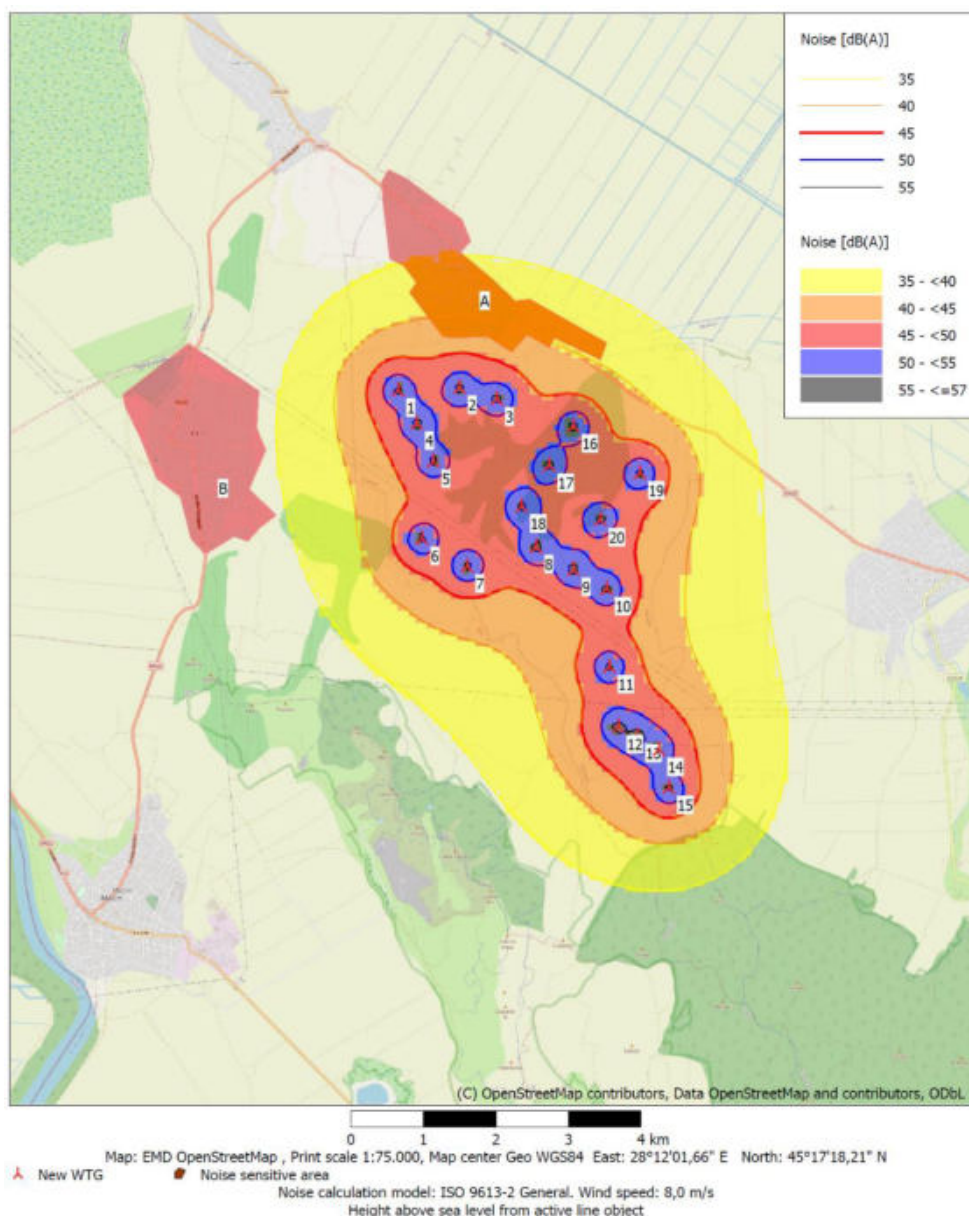 Noise [dB(A)]
35
40
45
50
55
Noise [dB(A)]
35 - <40
40 - <45
45 - <50
50 - <55
55 - <=57
A
B
1
2
3
4
5
16
17
19
18
20
6
7
8
9
10
11
12
13
14
15
(C) OpenStreetMap contributors, Data OpenStreetMap and contributors, ODbL
0 1 2 3 4 km
Map: EMD OpenStreetMap , Print scale 1:75.000, Map center Geo WGS84 East: 28°12'01,66" E North: 45°17'18,21" N
New WTG Noise sensitive area
Noise calculation model: ISO 9613-2 General. Wind speed: 8,0 m/s
Height above sea level from active line object